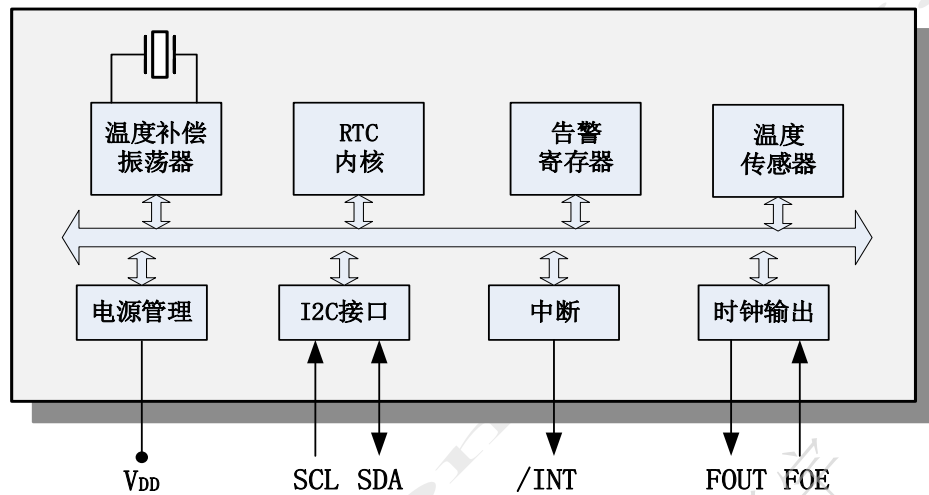 温度补偿
振荡器
RTC
内核
告警
寄存器
温度
传感器
电源管理
I2C接口
中断
时钟输出
VDD
SCL
SDA
/INT
FOUT
FOE